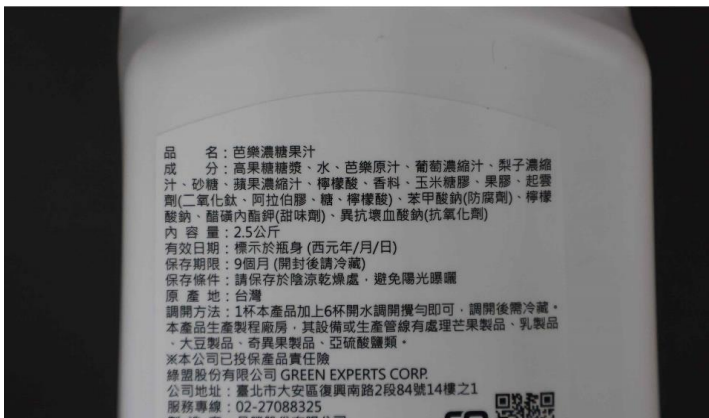 品　　名：芭樂濃糖果汁
成　　分：高果糖糖漿、水、芭樂原汁、葡萄濃縮汁、梨子濃縮
汁、砂糖、蘋果濃縮汁、檸檬酸、香料、玉米糖膠、果膠、起雲
劑(二氧化鈦、阿拉伯膠、糖、檸檬酸)、苯甲酸鈉(防腐劑)、檸檬
酸鈉、醋磺內酯鉀(甜味劑)、異抗壞血酸鈉(抗氧化劑)
內 容 量：2.5公斤
有效日期：標示於瓶身 (西元年/月/日)
保存期限：9個月 (開封後請冷藏)
保存條件：請保存於陰涼乾燥處，避免陽光曝曬
原 產 地：台灣
調開方法：1杯本產品加上6杯開水調開攪勻即可，調開後需冷藏。
本產品生產製程廠房，其設備或生產管線有處理芒果製品、乳製品
、大豆製品、奇異果製品、亞硫酸鹽類。
※本公司已投保產品責任險
綠盟股份有限公司 GREEN EXPERTS CORP.
公司地址：臺北市大安區復興南路2段84號14樓之1
服務專線：02-27088325